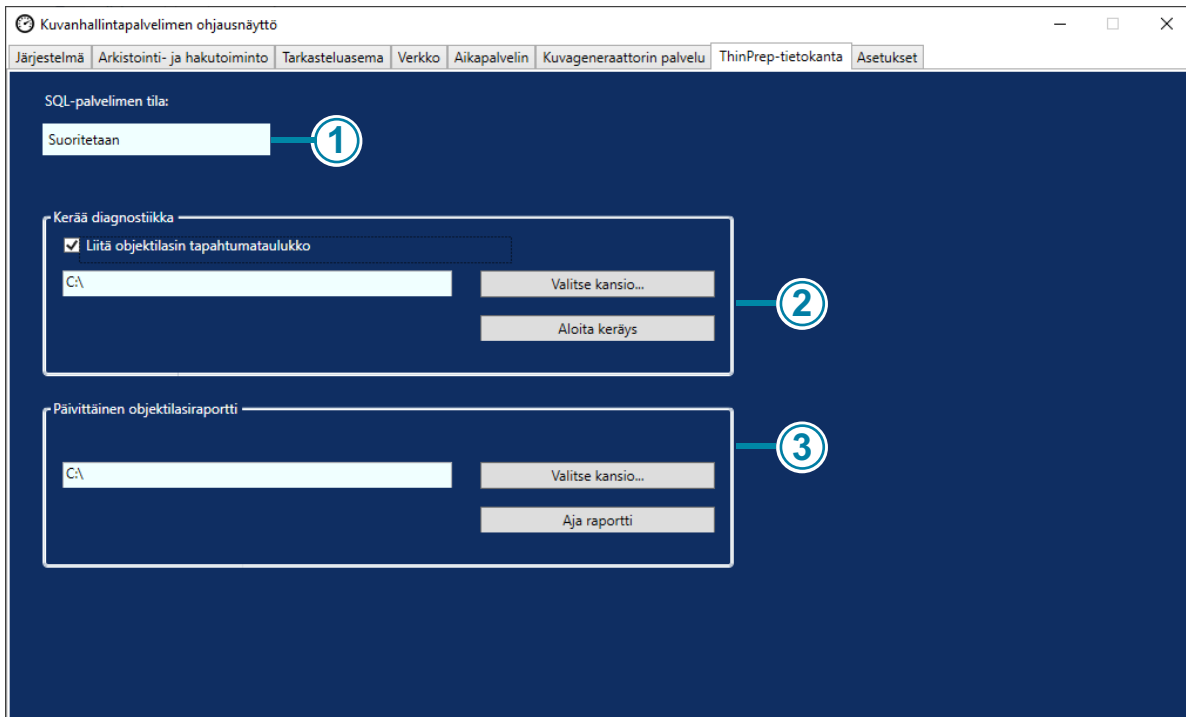 Kuvanhallintapalvelimen ohjausnäyttö
Järjestelmä Arkistointi- ja hakutoiminto Tarkasteluasema Verkko Aikapalvelin Kuvageneraattorin palvelu ThinPrep-tietokanta Asetukset
SQL-palvelimen tila:
Suoritetaan 1
Kerää diagnostiikka
Liitä objektilasin tapahtumataulukko
C:\ Valitse kansio... 2
Aloita keräys
Päivittäinen objektilasiraportti
3
C:\ Valitse kansio...
Aja raportti